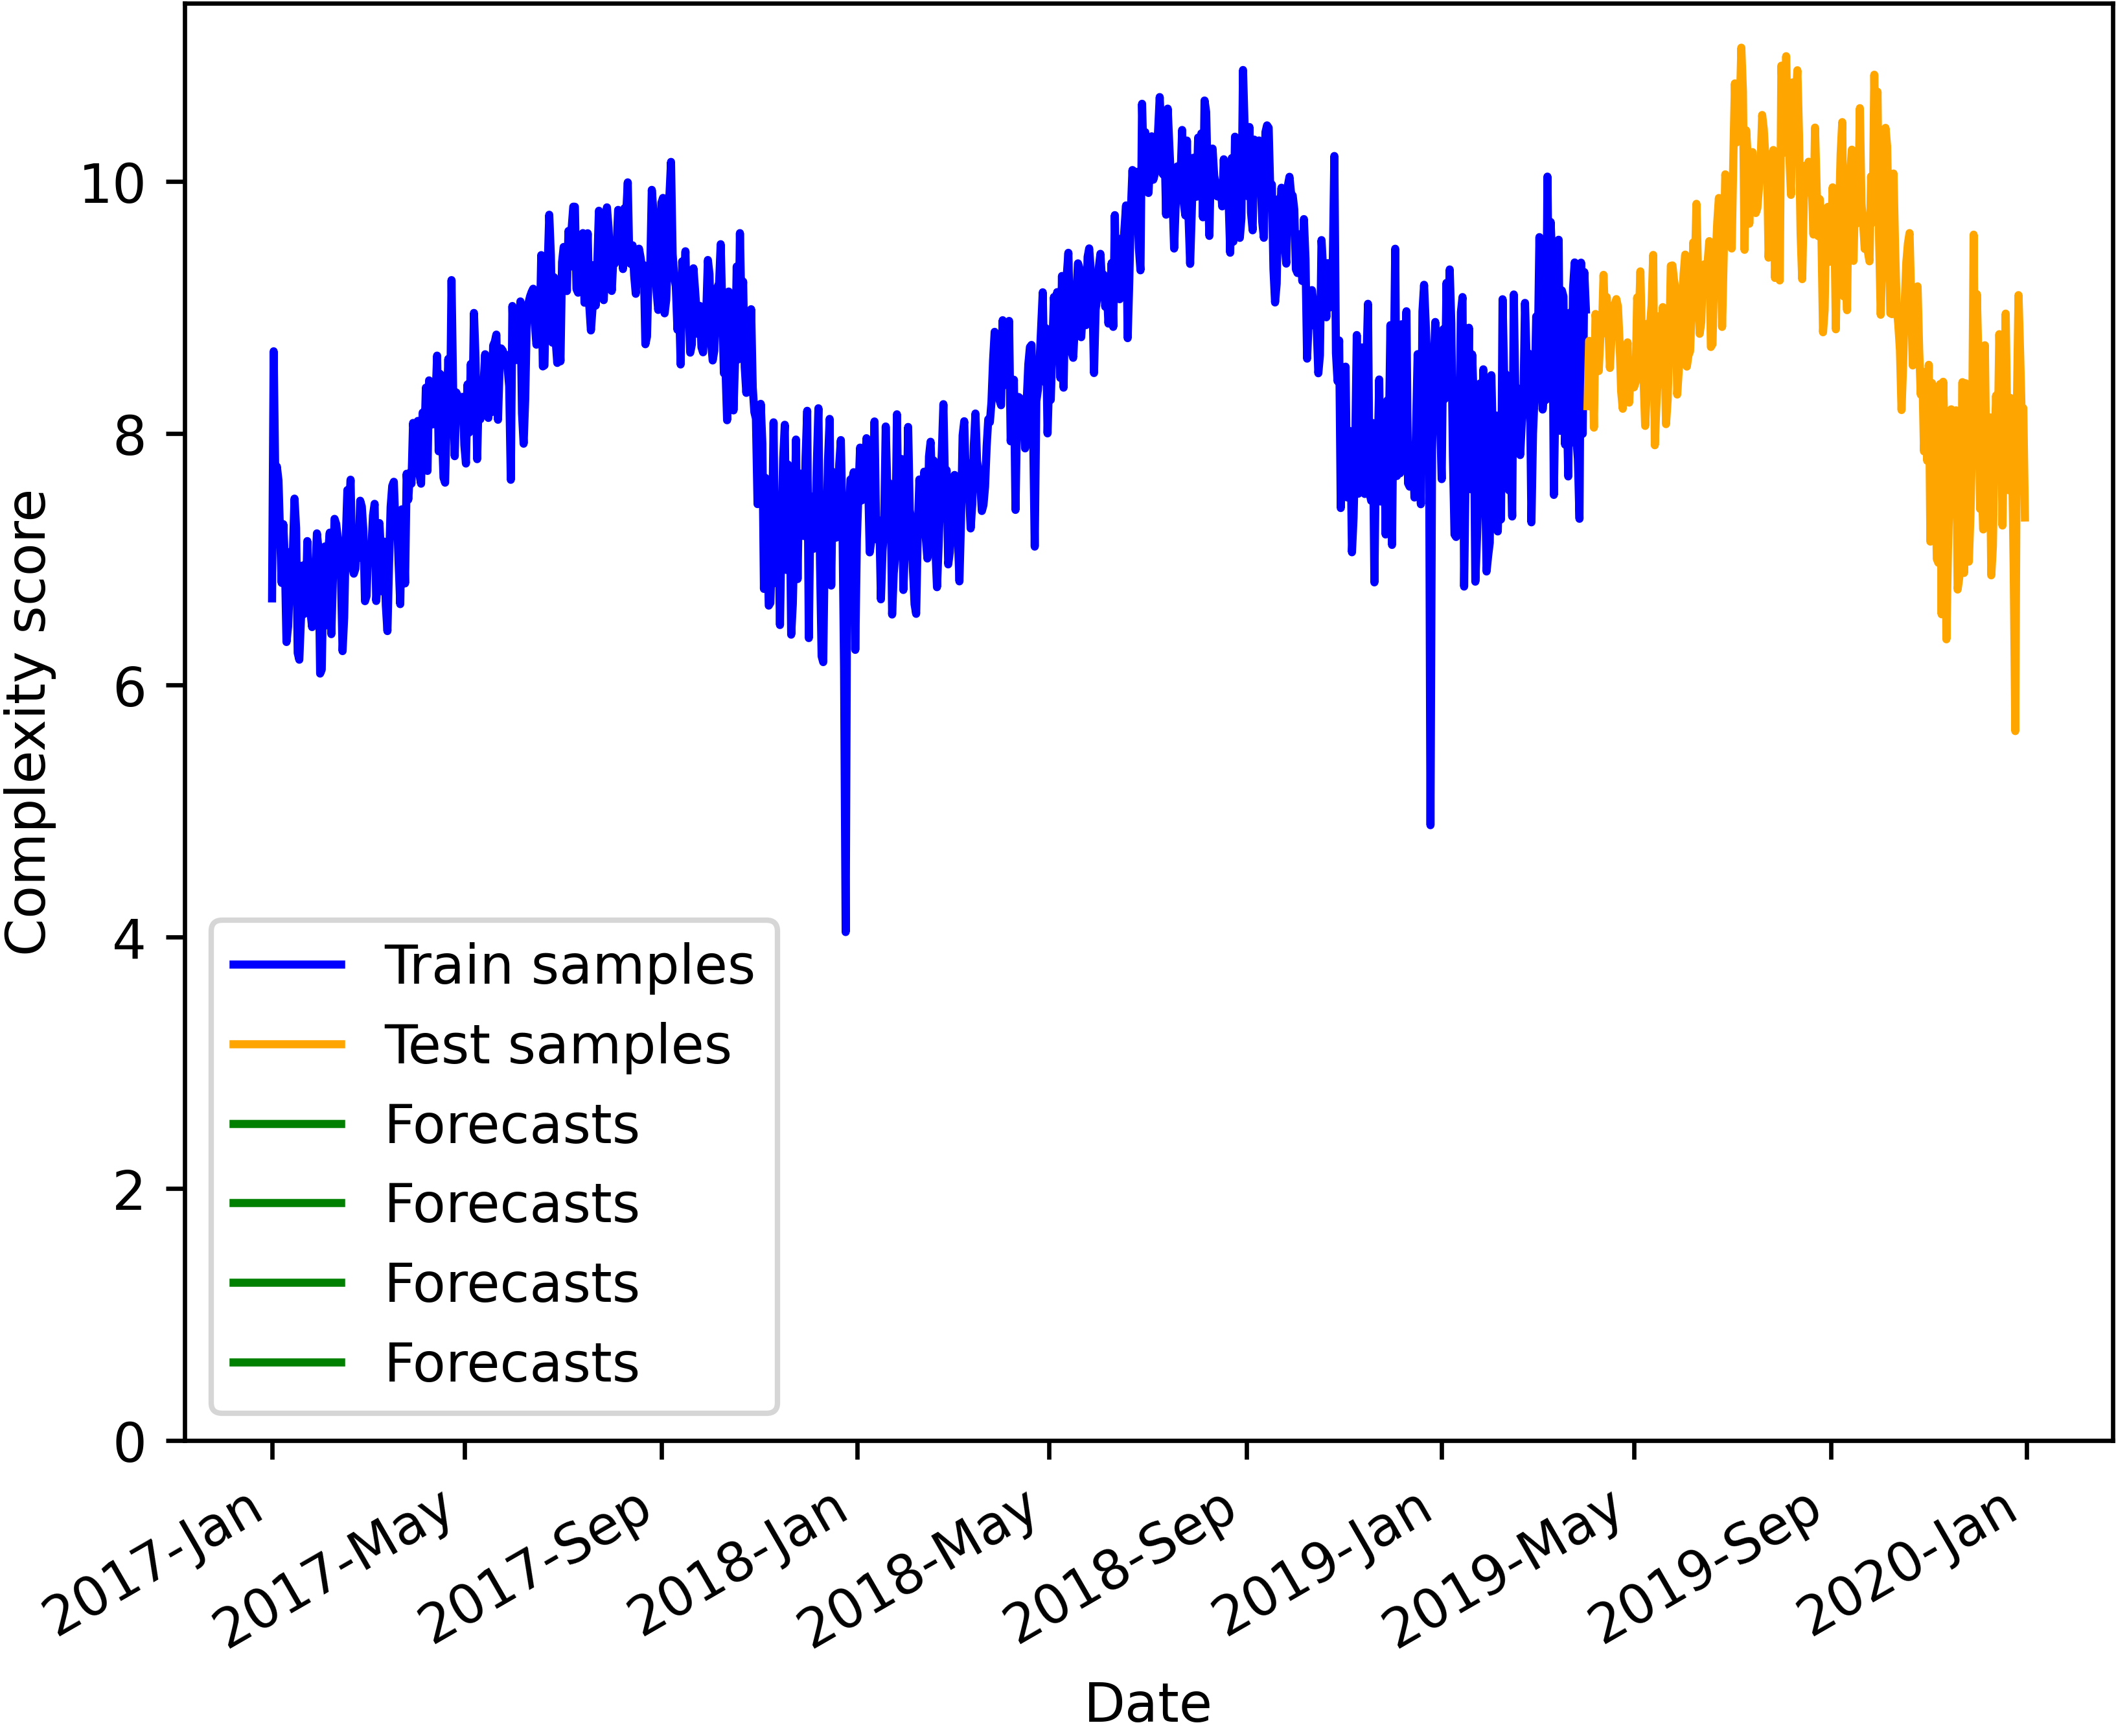 Complexity score
10
8
6
4
2
0
Train samples
Test samples
Forecasts
Forecasts
Forecasts
Forecasts
2017-Jan
2017-May
2017-Sep
2018-Jan
2018-May
2018-Sep
2019-Jan
2019-May
2019-Sep
2020-Jan
Date